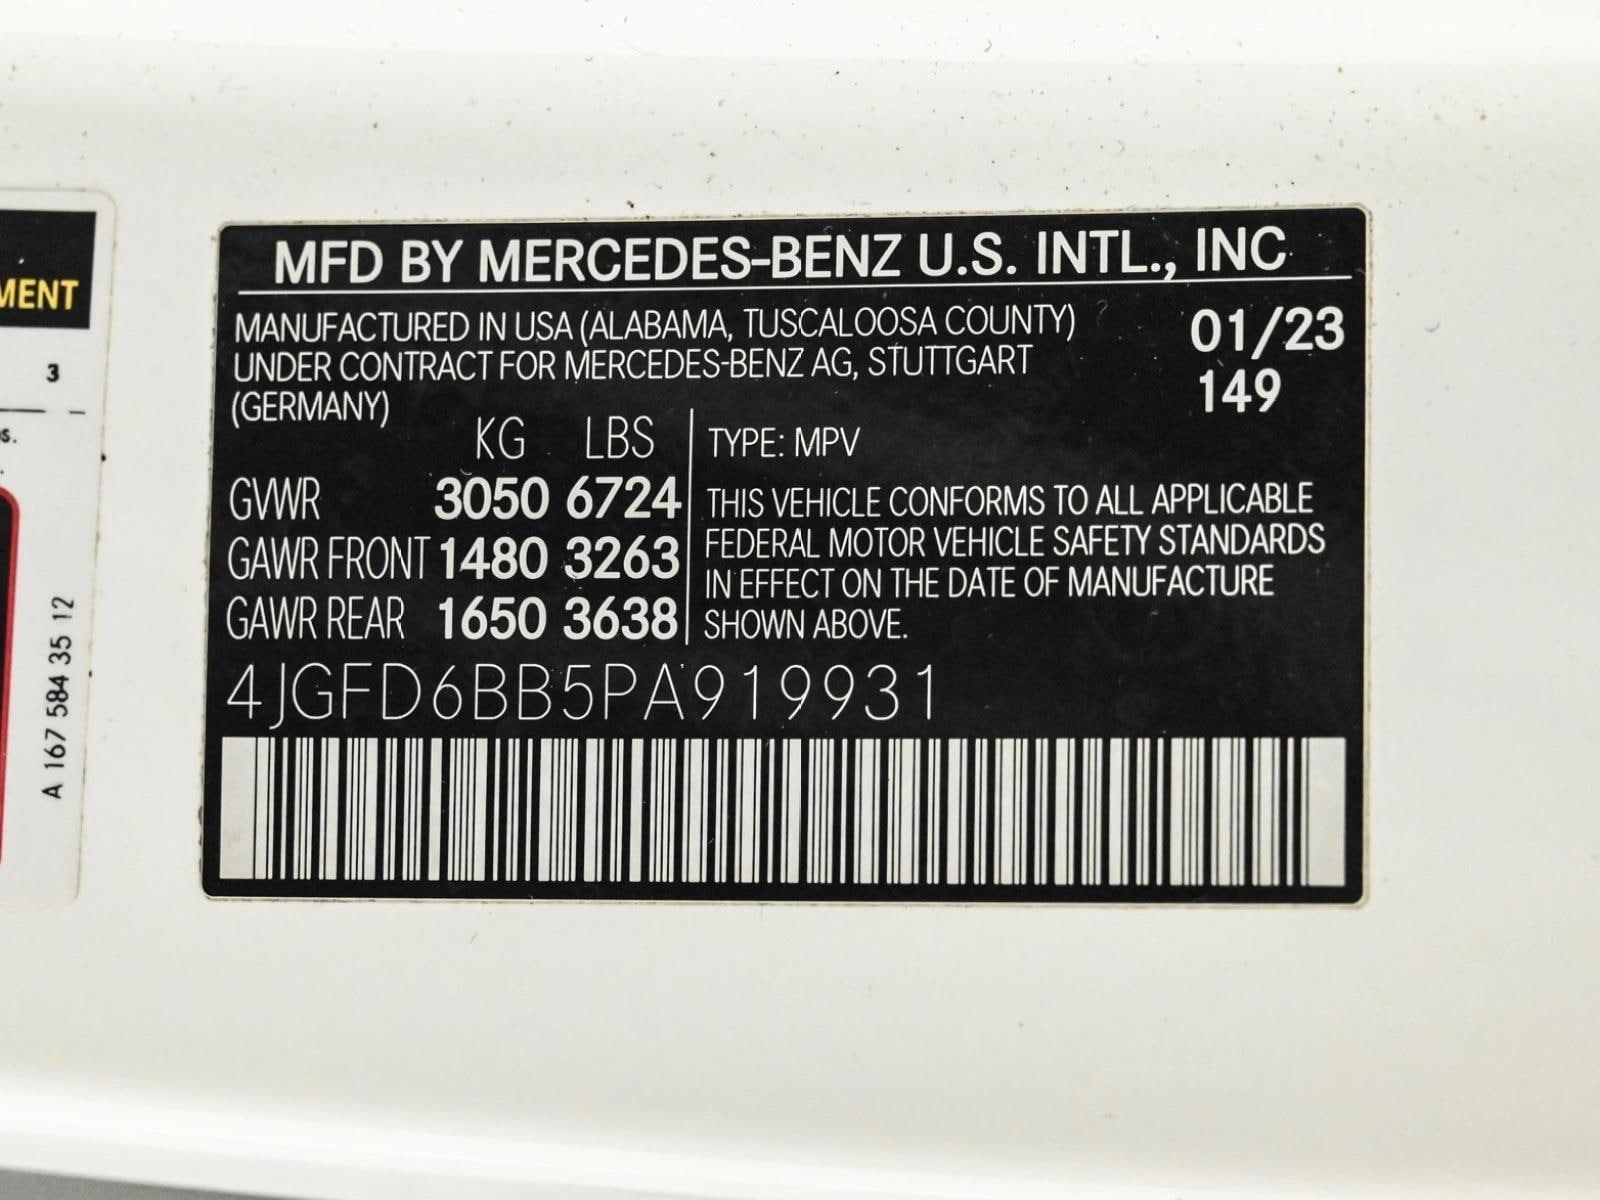 MENT
3
s.
A 167 584 35 12
MFD BY MERCEDES-BENZ U.S. INTL., INC
MANUFACTURED IN USA (ALABAMA, TUSCALOOSA COUNTY)
UNDER CONTRACT FOR MERCEDES-BENZ AG, STUTTGART
(GERMANY)
01/23
149
KG LBS
GVWR 3050 6724
GAWR FRONT 1480 3263
GAWR REAR 1650 3638
TYPE: MPV
THIS VEHICLE CONFORMS TO ALL APPLICABLE
FEDERAL MOTOR VEHICLE SAFETY STANDARDS
IN EFFECT ON THE DATE OF MANUFACTURE
SHOWN ABOVE.
4JGFD6BB5PA919931